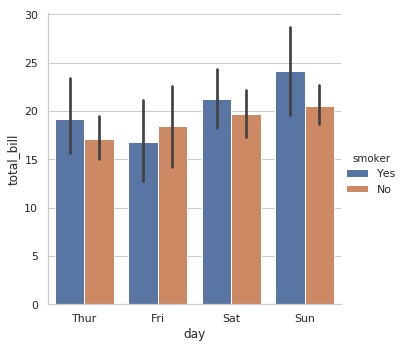 30
25
20
15
10
5
0
total_bill
Thur Fri Sat Sun
day
smoker
Yes
No